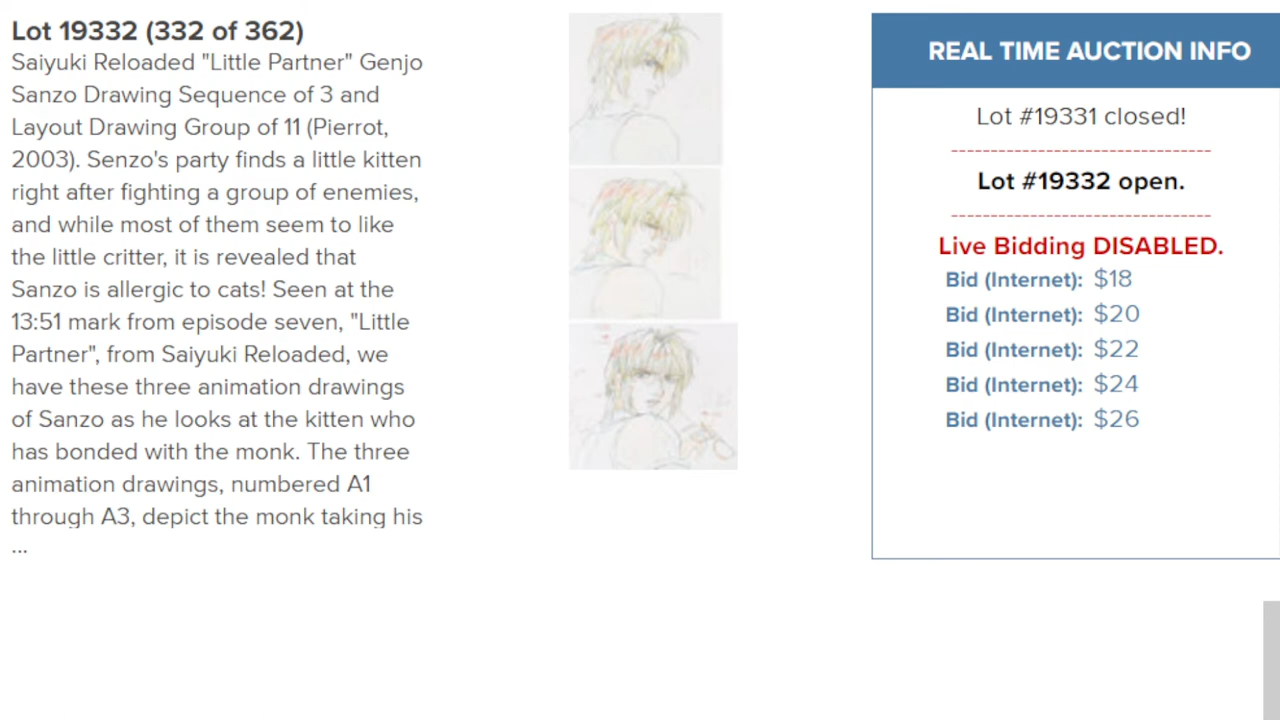 Lot 19332 (332 of 362)
Saiyuki Reloaded "Little Partner" Genjo
Sanzo Drawing Sequence of 3 and
Layout Drawing Group of 11 (Pierrot,
2003). Senzo's party finds a little kitten
right after fighting a group of enemies,
and while most of them seem to like
the little critter, it is revealed that
Sanzo is allergic to cats! Seen at the
13:51 mark from episode seven, "Little
Partner", from Saiyuki Reloaded, we
have these three animation drawings
of Sanzo as he looks at the kitten who
has bonded with the monk. The three
animation drawings, numbered A1
through A3, depict the monk taking his
...
REAL TIME AUCTION INFO
Lot #19331 closed!
---------------------------------
Lot #19332 open.
---------------------------------
Live Bidding DISABLED.
Bid (Internet): $18
Bid (Internet): $20
Bid (Internet): $22
Bid (Internet): $24
Bid (Internet): $26